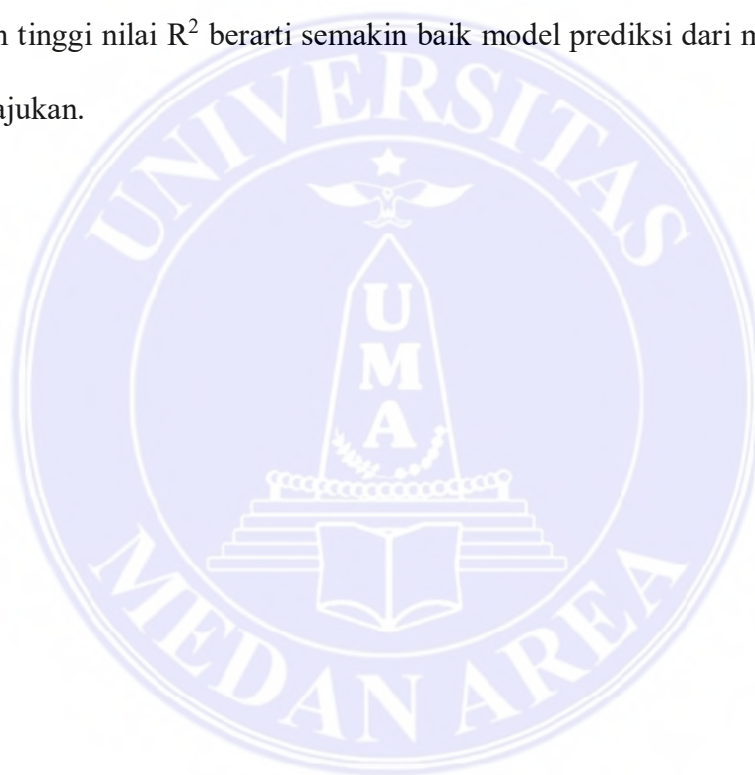 tinggi nilai R² berarti semakin baik model prediksi dari
ajukan.
UNIVERSITAS
UMA
MEDAN AREA